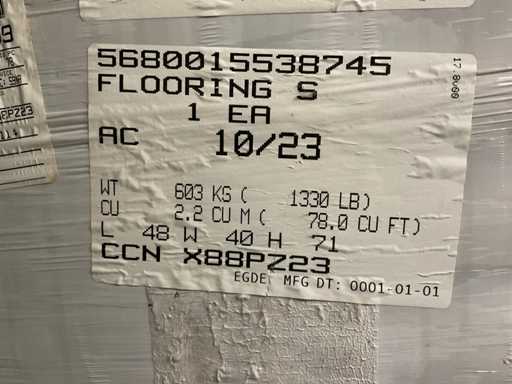 5680015538745
FLOORING S
1 EA
AC 10/23
WT 603 KG ( 1330 LB)
CU 2.2 CU M ( 78.0 CU FT)
L 48 W 40 H 71
CCN X88PZ23
EGDE: MFG DT: 0001-01-01